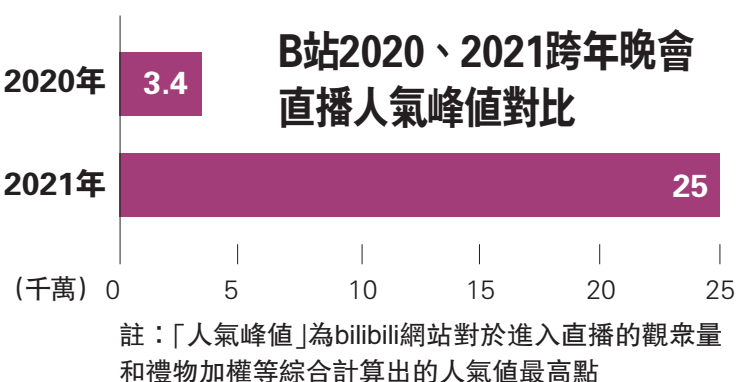 B站2020、2021跨年晚會
直播人氣峰值對比
2020年 3.4
2021年 25
(千萬) 0 5 10 15 20 25
註：「人氣峰值」為bilibili網站對於進入直播的觀眾量
和禮物加權等綜合計算出的人氣值最高點